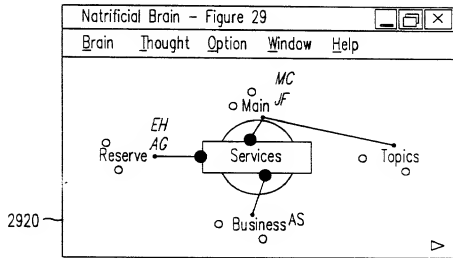 Natrificial Brain - Figure 29
Brain Thought Option Window Help
MC
JF
Main
EH
AG
Reserve
Services
Topics
Business AS
2920